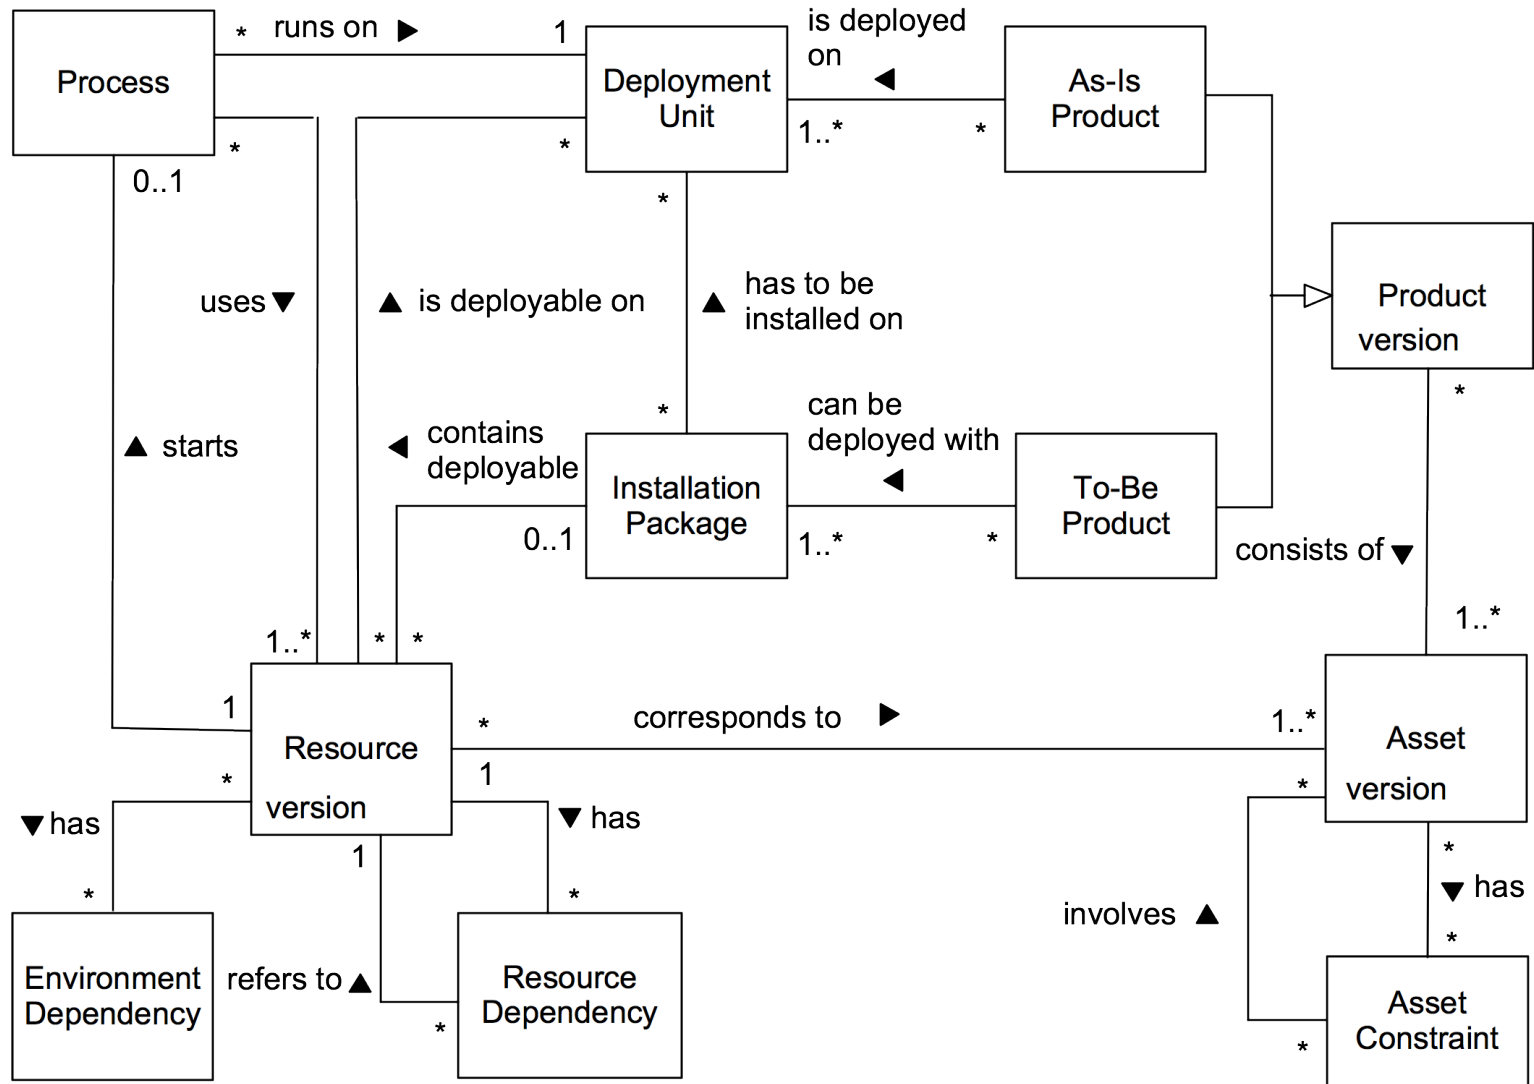 * runs on ▶ 1
is deployed
on
◀
Process
Deployment
Unit
As-Is
Product
*
*
1..*
*
0..1
*
Product
version
uses ▼
▲ is deployable on
▲ has to be
installed on
*
*
can be
deployed with
◀
▲ starts
◀ contains
deployable
Installation
Package
To-Be
Product
0..1
1..*
*
consists of ▼
1..*
*
*
1..*
1
*
corresponds to ▶
1..*
Resource
version
Asset
version
*
1
*
▼ has
▼ has
1
*
*
*
▼ has
involves ▲
*
Environment
Dependency
refers to ▲
Resource
Dependency
*
Asset
Constraint
*